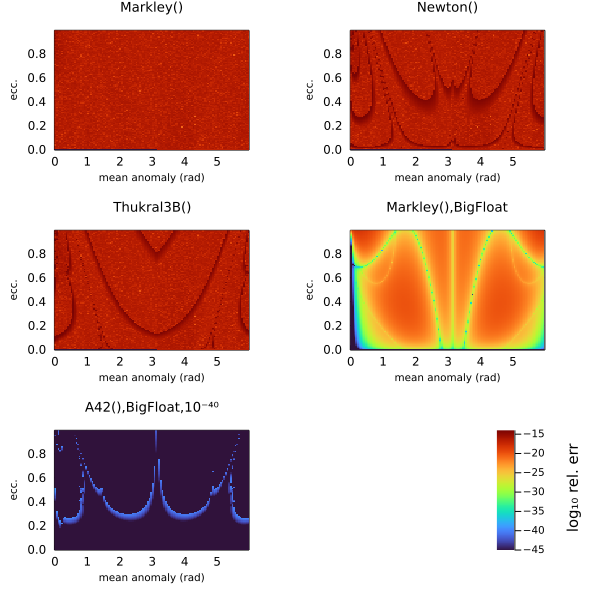 Markley()
ecc.
0.8
0.6
0.4
0.2
0.0
0 1 2 3 4 5
mean anomaly (rad)
Newton()
ecc.
0.8
0.6
0.4
0.2
0.0
0 1 2 3 4 5
mean anomaly (rad)
Thukral3B()
ecc.
0.8
0.6
0.4
0.2
0.0
0 1 2 3 4 5
mean anomaly (rad)
Markley(),BigFloat
ecc.
0.8
0.6
0.4
0.2
0.0
0 1 2 3 4 5
mean anomaly (rad)
A42(),BigFloat,10⁻⁴⁰
ecc.
0.8
0.6
0.4
0.2
0.0
0 1 2 3 4 5
mean anomaly (rad)
−15
−20
−25
−30
−35
−40
−45
log₁₀ rel. err